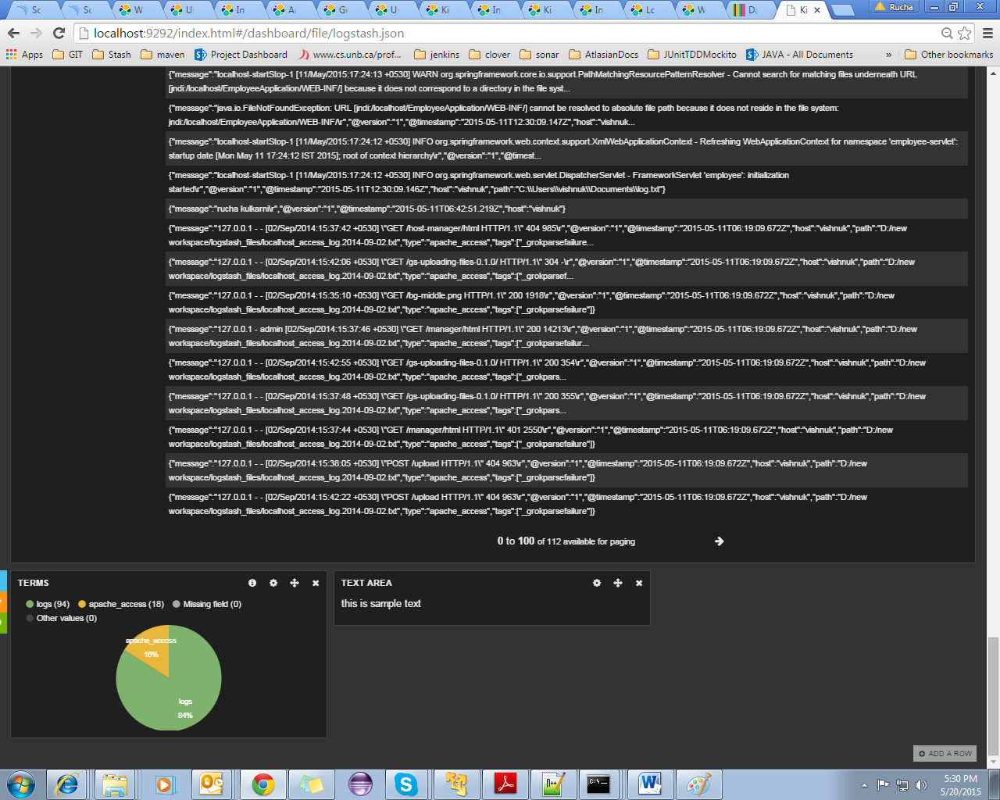 Sc
Sc
W
U
In
A
G
U
Ki
In
Ki
In
Lc
W
D
Ki
Rucha
localhost:9292/index.html#/dashboard/file/logstash.json
Apps GIT Stash maven Project Dashboard www.cs.unb.ca/prof... jenkins clover sonar AtlasianDocs JUnitTDDMockito JAVA - All Documents » Other bookmarks
{"message":"localhost-startStop-1 [11/May/2015:17:24:13 +0530] WARN org.springframework.core.io.support.PathMatchingResourcePatternResolver - Cannot search for matching files underneath URL
[jndi:/localhost/EmployeeApplication/WEB-INF/] because it does not correspond to a directory in the file syst...
{"message":"java.io.FileNotFoundException: URL [jndi:/localhost/EmployeeApplication/WEB-INF/] cannot be resolved to absolute file path because it does not reside in the file system:
jndi:/localhost/EmployeeApplication/WEB-INF/\r","@version":"1","@timestamp":"2015-05-11T12:30:09.147Z","host":"vishnuk...
{"message":"localhost-startStop-1 [11/May/2015:17:24:12 +0530] INFO org.springframework.web.context.support.XmlWebApplicationContext - Refreshing WebApplicationContext for namespace 'employee-servlet':
startup date [Mon May 11 17:24:12 IST 2015]; root of context hierarchy\r","@version":"1","@timest...
{"message":"localhost-startStop-1 [11/May/2015:17:24:12 +0530] INFO org.springframework.web.servlet.DispatcherServlet - FrameworkServlet 'employee': initialization
started\r","@version":"1","@timestamp":"2015-05-11T12:30:09.146Z","host":"vishnuk","path":"C:\\Users\\vishnuk\\Documents\\log.txt"}
{"message":"rucha kulkarni\r","@version":"1","@timestamp":"2015-05-11T06:42:51.219Z","host":"vishnuk"}
{"message":"127.0.0.1 - - [02/Sep/2014:15:37:42 +0530] \"GET /host-manager/html HTTP/1.1\" 404 985\r","@version":"1","@timestamp":"2015-05-11T06:19:09.672Z","host":"vishnuk","path":"D:/new
workspace/logstash_files/localhost_access_log.2014-09-02.txt","type":"apache_access","tags":["_grokparsefailure...
{"message":"127.0.0.1 - - [02/Sep/2014:15:42:06 +0530] \"GET /gs-uploading-files-0.1.0/ HTTP/1.1\" 304 -\r","@version":"1","@timestamp":"2015-05-11T06:19:09.672Z","host":"vishnuk","path":"D:/new
workspace/logstash_files/localhost_access_log.2014-09-02.txt","type":"apache_access","tags":["_grokparsef...
{"message":"127.0.0.1 - - [02/Sep/2014:15:35:10 +0530] \"GET /bg-middle.png HTTP/1.1\" 200 1918\r","@version":"1","@timestamp":"2015-05-11T06:19:09.672Z","host":"vishnuk","path":"D:/new
workspace/logstash_files/localhost_access_log.2014-09-02.txt","type":"apache_access","tags":["_grokparsefailure"]}
{"message":"127.0.0.1 - admin [02/Sep/2014:15:37:46 +0530] \"GET /manager/html HTTP/1.1\" 200 14213\r","@version":"1","@timestamp":"2015-05-11T06:19:09.672Z","host":"vishnuk","path":"D:/new
workspace/logstash_files/localhost_access_log.2014-09-02.txt","type":"apache_access","tags":["_grokparsefailur...
{"message":"127.0.0.1 - - [02/Sep/2014:15:42:55 +0530] \"GET /gs-uploading-files-0.1.0/ HTTP/1.1\" 200 354\r","@version":"1","@timestamp":"2015-05-11T06:19:09.672Z","host":"vishnuk","path":"D:/new
workspace/logstash_files/localhost_access_log.2014-09-02.txt","type":"apache_access","tags":["_grokpars...
{"message":"127.0.0.1 - - [02/Sep/2014:15:37:48 +0530] \"GET /gs-uploading-files-0.1.0/ HTTP/1.1\" 200 355\r","@version":"1","@timestamp":"2015-05-11T06:19:09.672Z","host":"vishnuk","path":"D:/new
workspace/logstash_files/localhost_access_log.2014-09-02.txt","type":"apache_access","tags":["_grokpars...
{"message":"127.0.0.1 - - [02/Sep/2014:15:37:44 +0530] \"GET /manager/html HTTP/1.1\" 401 2550\r","@version":"1","@timestamp":"2015-05-11T06:19:09.672Z","host":"vishnuk","path":"D:/new
workspace/logstash_files/localhost_access_log.2014-09-02.txt","type":"apache_access","tags":["_grokparsefailure"]}
{"message":"127.0.0.1 - - [02/Sep/2014:15:38:05 +0530] \"POST /upload HTTP/1.1\" 404 963\r","@version":"1","@timestamp":"2015-05-11T06:19:09.672Z","host":"vishnuk","path":"D:/new
workspace/logstash_files/localhost_access_log.2014-09-02.txt","type":"apache_access","tags":["_grokparsefailure"]}
{"message":"127.0.0.1 - - [02/Sep/2014:15:42:22 +0530] \"POST /upload HTTP/1.1\" 404 963\r","@version":"1","@timestamp":"2015-05-11T06:19:09.672Z","host":"vishnuk","path":"D:/new
workspace/logstash_files/localhost_access_log.2014-09-02.txt","type":"apache_access","tags":["_grokparsefailure"]}
0 to 100 of 112 available for paging
TERMS
logs (94) apache_access (18) Missing field (0)
Other values (0)
apache_access
16%
logs
84%
TEXT AREA
this is sample text
ADD A ROW
5:30 PM
5/20/2015